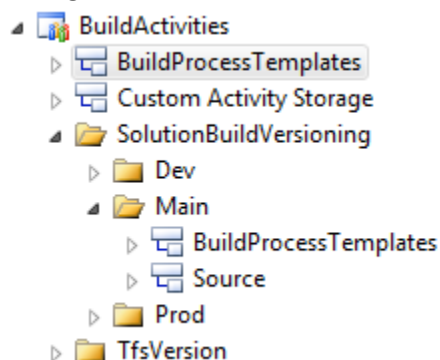 BuildActivities
BuildProcessTemplates
Custom Activity Storage
SolutionBuildVersioning
Dev
Main
BuildProcessTemplates
Source
Prod
TfsVersion